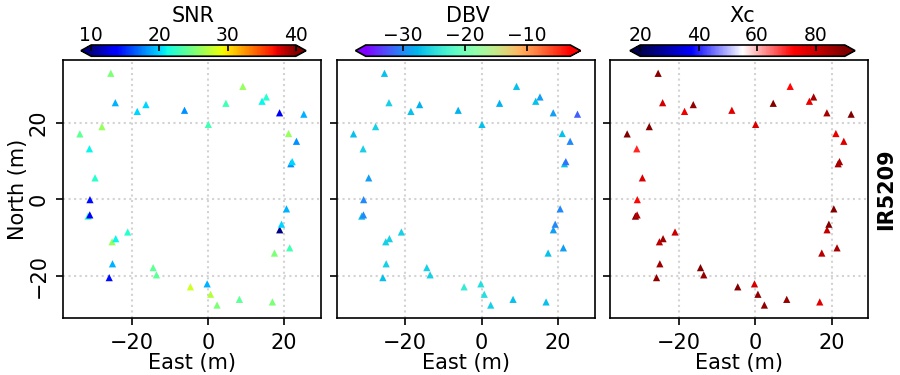 SNR DBV Xc
10 20 30 40 −30 −20 −10 20 40 60 80
North (m)
20
0
−20
IR5209
−20 0 20 −20 0 20 −20 0 20
East (m) East (m) East (m)